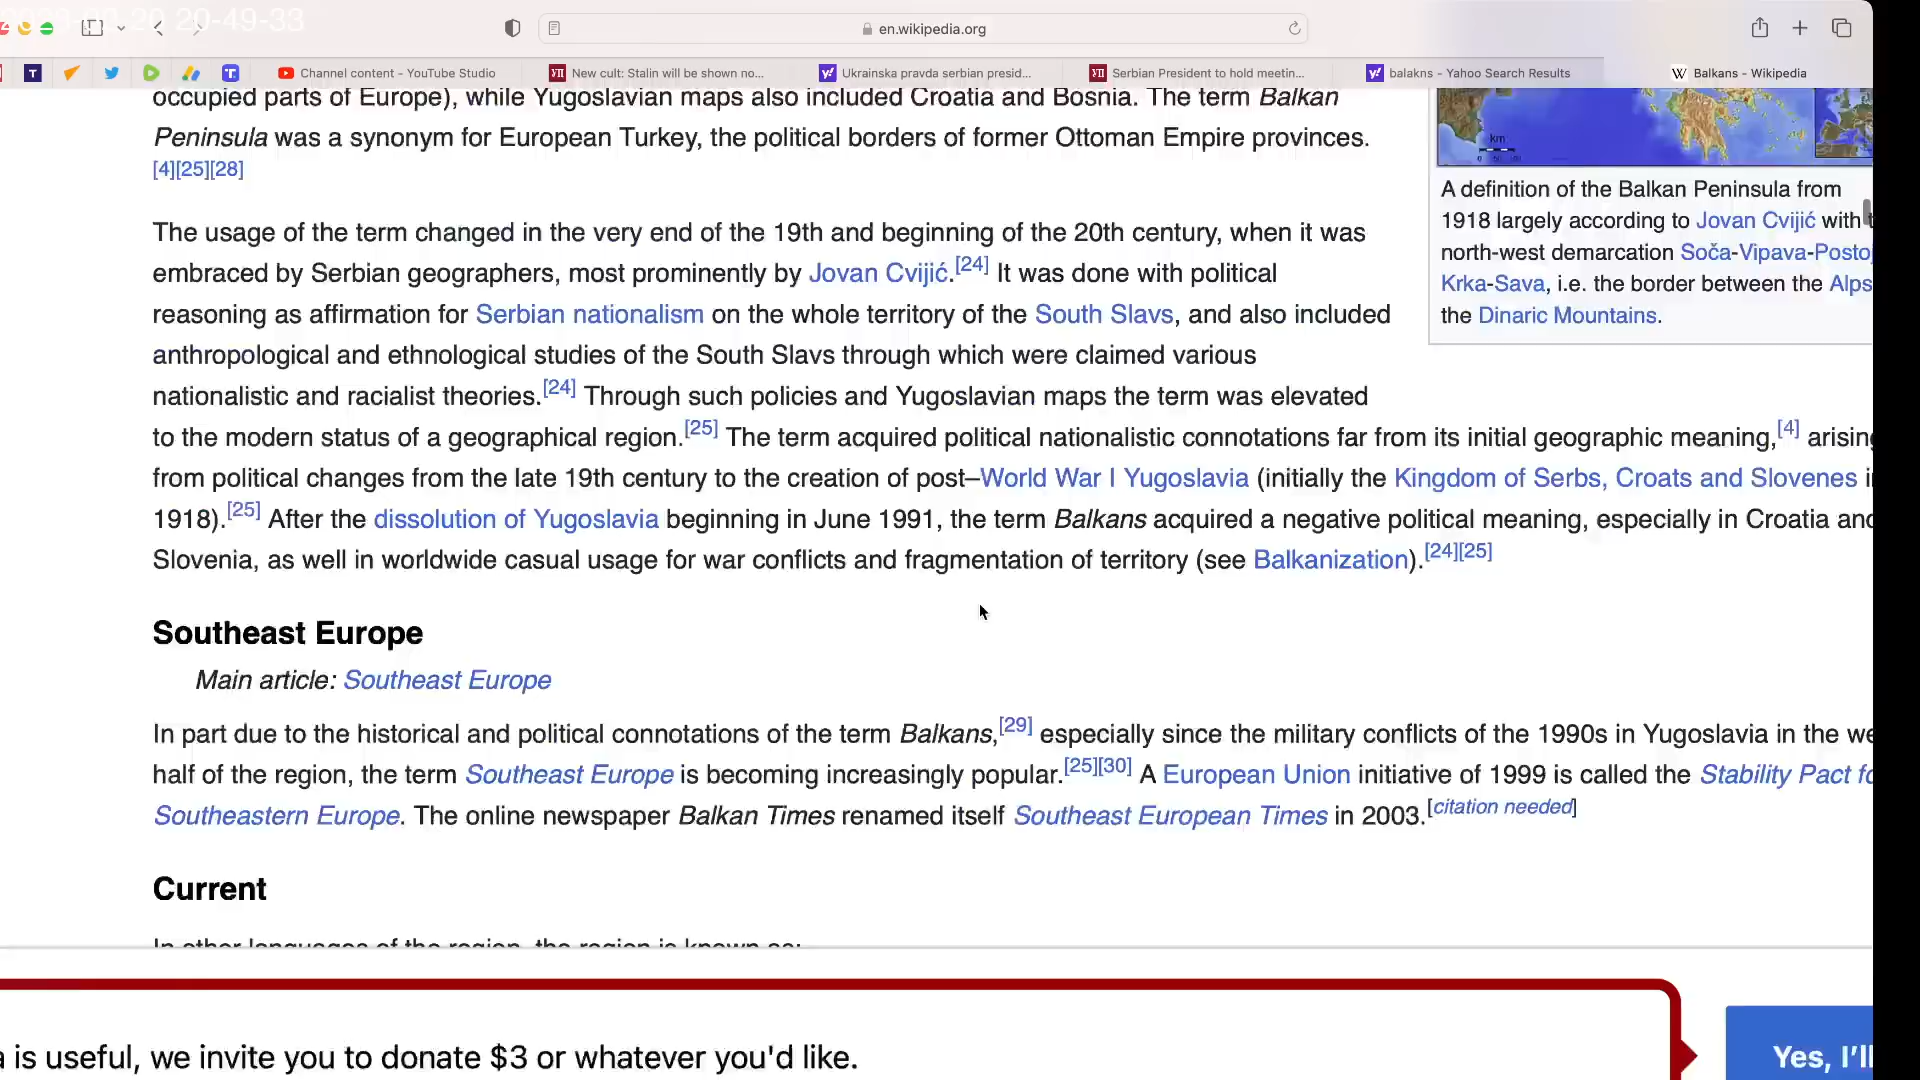 20-49-33
en.wikipedia.org
Channel content - YouTube Studio
New cult: Stalin will be shown no...
Ukrainska pravda serbian presid...
Serbian President to hold meetin...
balakns - Yahoo Search Results
Balkans - Wikipedia
occupied parts of Europe), while Yugoslavian maps also included Croatia and Bosnia. The term Balkan
Peninsula was a synonym for European Turkey, the political borders of former Ottoman Empire provinces.
[4][25][28]
The usage of the term changed in the very end of the 19th and beginning of the 20th century, when it was
embraced by Serbian geographers, most prominently by Jovan Cvijić.[24] It was done with political
reasoning as affirmation for Serbian nationalism on the whole territory of the South Slavs, and also included
anthropological and ethnological studies of the South Slavs through which were claimed various
nationalistic and racialist theories.[24] Through such policies and Yugoslavian maps the term was elevated
to the modern status of a geographical region.[25] The term acquired political nationalistic connotations far from its initial geographic meaning,[4] arising
from political changes from the late 19th century to the creation of post–World War I Yugoslavia (initially the Kingdom of Serbs, Croats and Slovenes i
1918).[25] After the dissolution of Yugoslavia beginning in June 1991, the term Balkans acquired a negative political meaning, especially in Croatia and
Slovenia, as well in worldwide casual usage for war conflicts and fragmentation of territory (see Balkanization).[24][25]
km
A definition of the Balkan Peninsula from
1918 largely according to Jovan Cvijić with t
north-west demarcation Soča-Vipava-Postoj
Krka-Sava, i.e. the border between the Alps
the Dinaric Mountains.
Southeast Europe
Main article: Southeast Europe
In part due to the historical and political connotations of the term Balkans,[29] especially since the military conflicts of the 1990s in Yugoslavia in the we
half of the region, the term Southeast Europe is becoming increasingly popular.[25][30] A European Union initiative of 1999 is called the Stability Pact fo
Southeastern Europe. The online newspaper Balkan Times renamed itself Southeast European Times in 2003.[citation needed]
Current
In other languages of the region, the region is known as:
a is useful, we invite you to donate $3 or whatever you'd like.
Yes, I'll